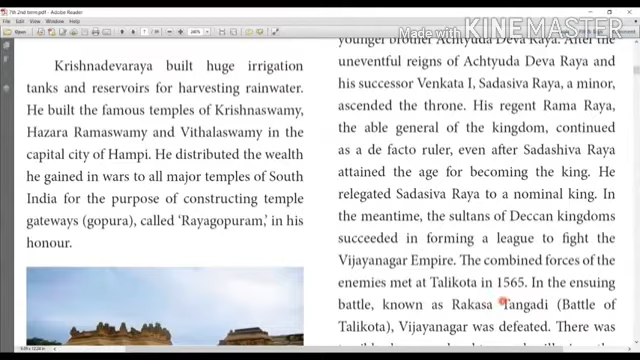 7th 2nd term.pdf - Adobe Reader
File Edit View Window Help
Open
Made with KINEMASTER
Krishnadevaraya built huge irrigation
tanks and reservoirs for harvesting rainwater.
He built the famous temples of Krishnaswamy,
Hazara Ramaswamy and Vithalaswamy in the
capital city of Hampi. He distributed the wealth
he gained in wars to all major temples of South
India for the purpose of constructing temple
gateways (gopura), called ‘Rayagopuram,’ in his
honour.
younger brother Achtyuda Deva Raya. After the
uneventful reigns of Achtyuda Deva Raya and
his successor Venkata I, Sadasiva Raya, a minor,
ascended the throne. His regent Rama Raya,
the able general of the kingdom, continued
as a de facto ruler, even after Sadashiva Raya
attained the age for becoming the king. He
relegated Sadasiva Raya to a nominal king. In
the meantime, the sultans of Deccan kingdoms
succeeded in forming a league to fight the
Vijayanagar Empire. The combined forces of the
enemies met at Talikota in 1565. In the ensuing
battle, known as Rakasa Tangadi (Battle of
Talikota), Vijayanagar was defeated. There was